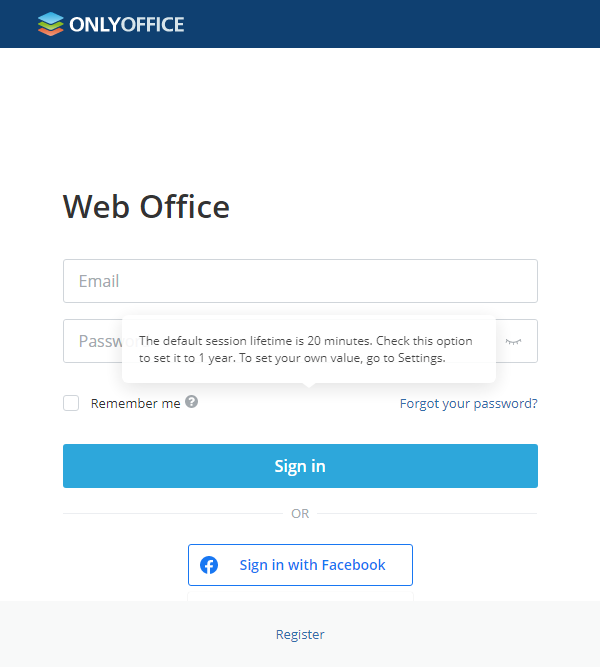 ONLYOFFICE
Web Office
Email
Passwo
The default session lifetime is 20 minutes. Check this option
to set it to 1 year. To set your own value, go to Settings.
Remember me ?
Forgot your password?
Sign in
OR
Sign in with Facebook
Register